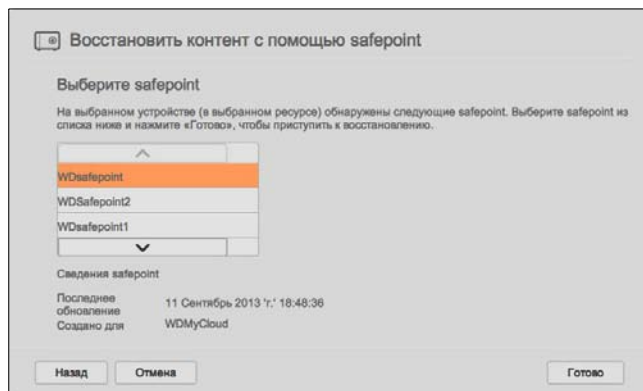 Восстановить контент с помощью safepoint
Выберите safepoint
На выбранном устройстве (в выбранном ресурсе) обнаружены следующие safepoint. Выберите safepoint из
списка ниже и нажмите «Готово», чтобы приступить к восстановлению.
WDsafepoint
WDSafepoint2
WDsafepoint1
Сведения safepoint
Последнее
обновление
11 Сентябрь 2013 'г.' 18:48:36
Создано для
WDMyCloud
Назад
Отмена
Готово